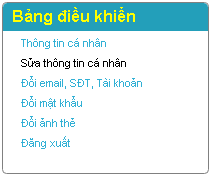 Bảng điều khiển
Thông tin cá nhân
Sửa thông tin cá nhân
Đổi email, SĐT, Tài khoản
Đổi mật khẩu
Đổi ảnh thẻ
Đăng xuất